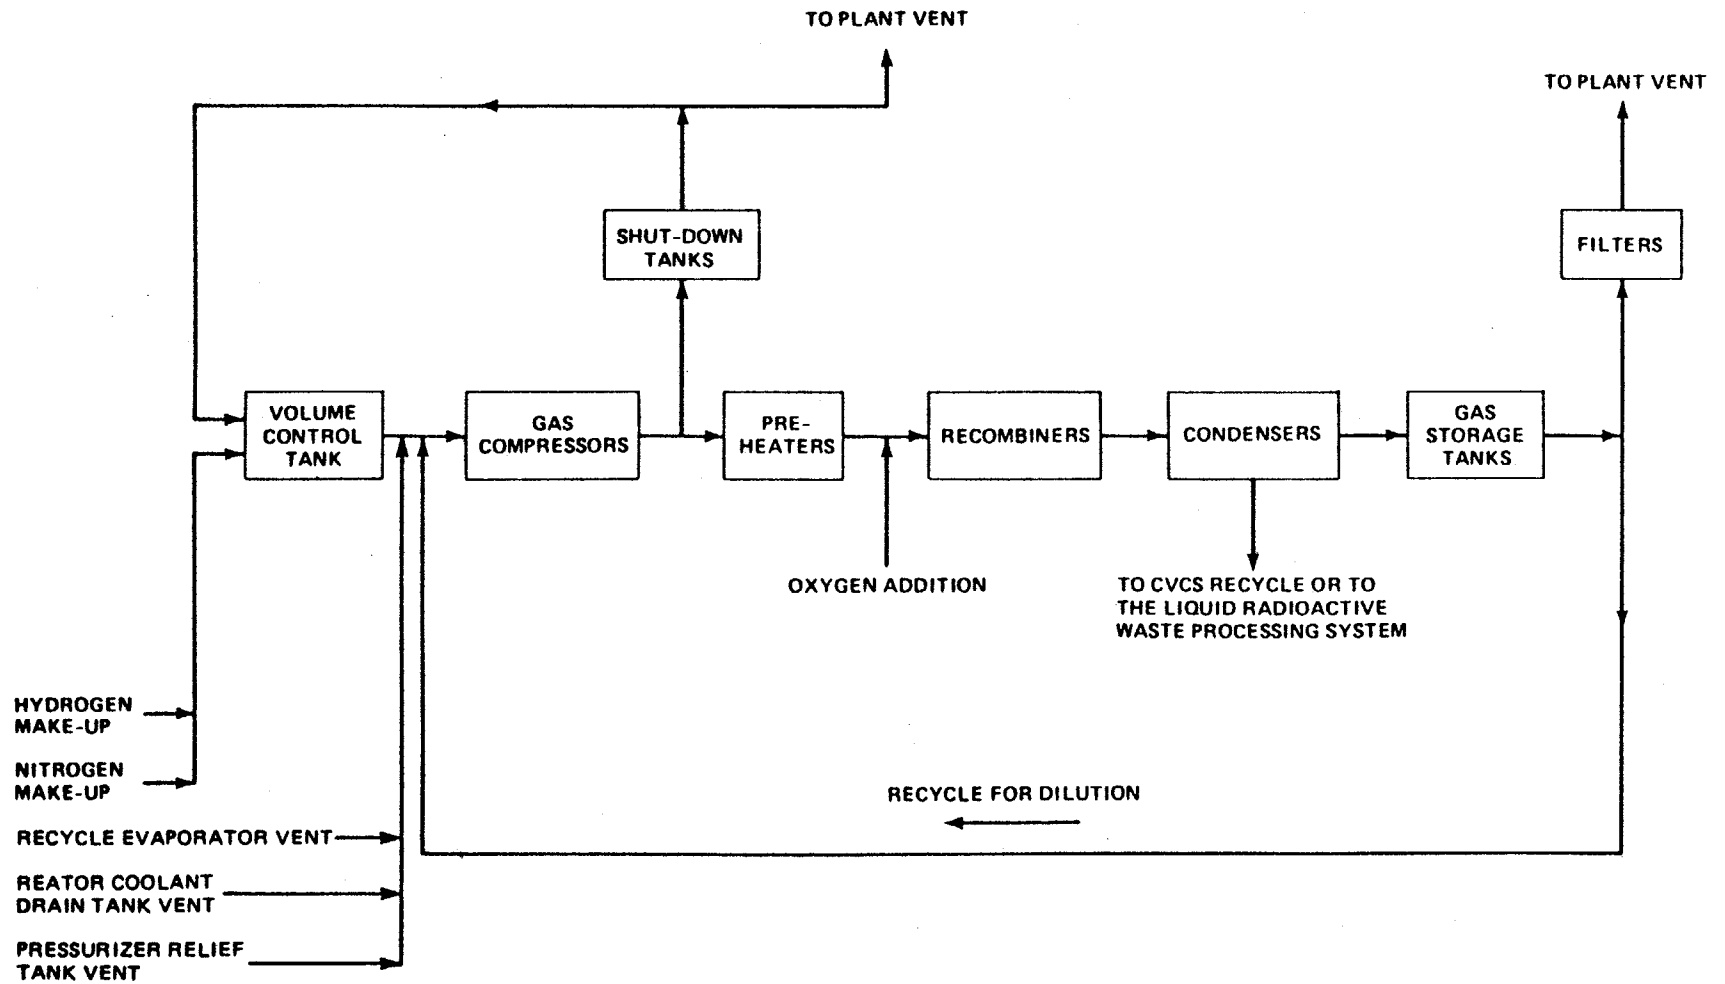 TO PLANT VENT
TO PLANT VENT
SHUT-DOWN
TANKS
FILTERS
VOLUME
CONTROL
TANK
GAS
COMPRESSORS
PRE-
HEATERS
RECOMBINERS
CONDENSERS
GAS
STORAGE
TANKS
OXYGEN ADDITION
TO CVCS RECYCLE OR TO
THE LIQUID RADIOACTIVE
WASTE PROCESSING SYSTEM
HYDROGEN
MAKE-UP
NITROGEN
MAKE-UP
RECYCLE FOR DILUTION
RECYCLE EVAPORATOR VENT
REATOR COOLANT
DRAIN TANK VENT
PRESSURIZER RELIEF
TANK VENT